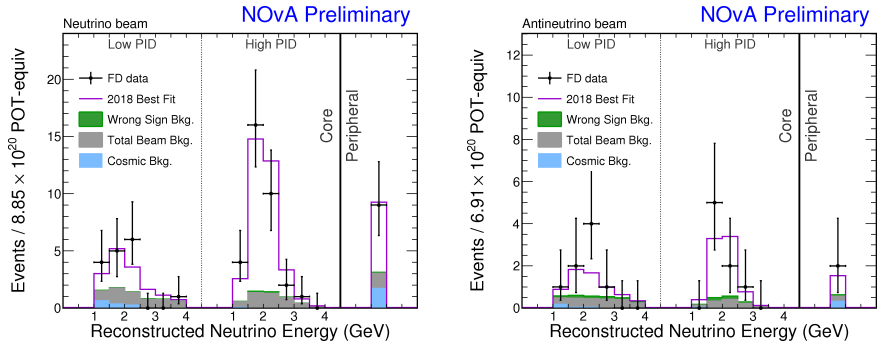 NOvA Preliminary
Neutrino beam
Low PID
High PID
FD data
2018 Best Fit
Wrong Sign Bkg.
Total Beam Bkg.
Cosmic Bkg.
Core
Peripheral
Events / 8.85 × 10²⁰ POT-equiv
20
15
10
5
0
1 2 3 4 1 2 3 4
Reconstructed Neutrino Energy (GeV)
NOvA Preliminary
Antineutrino beam
Low PID
High PID
FD data
2018 Best Fit
Wrong Sign Bkg.
Total Beam Bkg.
Cosmic Bkg.
Core
Peripheral
Events / 6.91 × 10²⁰ POT-equiv
12
10
8
6
4
2
0
1 2 3 4 1 2 3 4
Reconstructed Neutrino Energy (GeV)